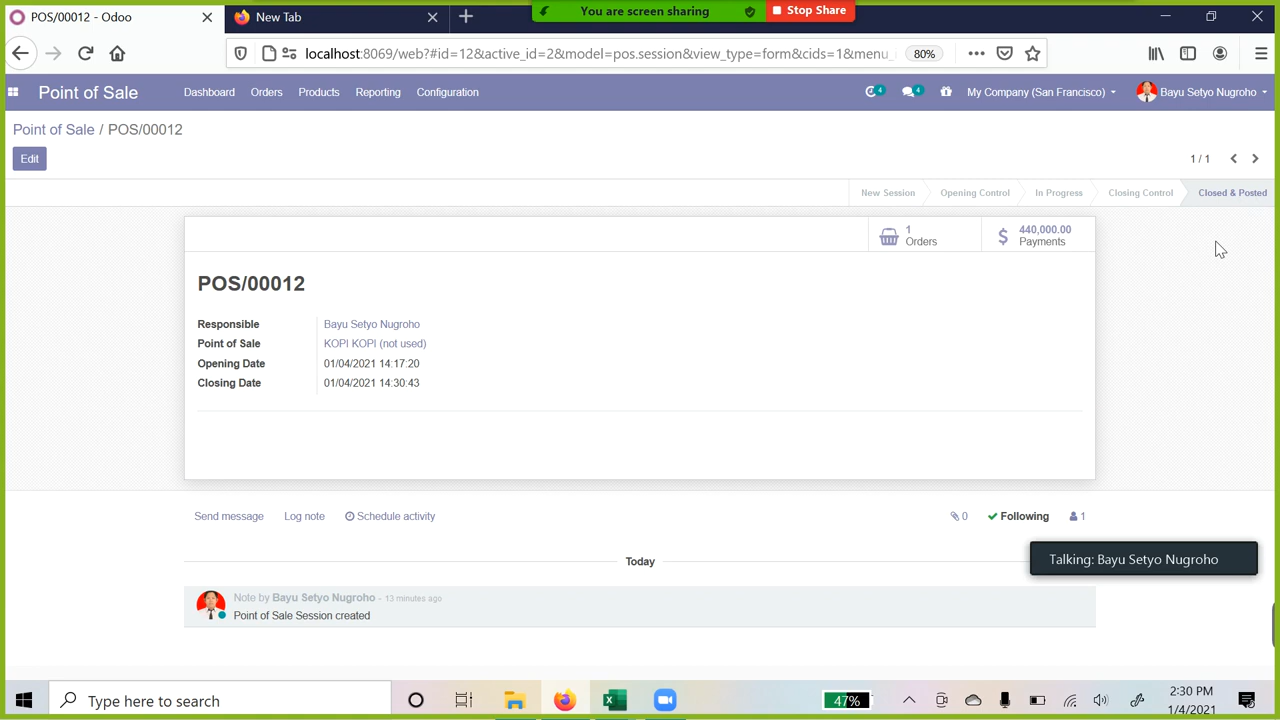 POS/00012 - Odoo
New Tab
You are screen sharing
Stop Share
localhost:8069/web?#id=12&active_id=2&model=pos.session&view_type=form&cids=1&menu_
80%
Point of Sale
Dashboard
Orders
Products
Reporting
Configuration
4
4
My Company (San Francisco)
Bayu Setyo Nugroho
Point of Sale / POS/00012
Edit
1 / 1
New Session
Opening Control
In Progress
Closing Control
Closed & Posted
1
Orders
$
440,000.00
Payments
POS/00012
Responsible
Bayu Setyo Nugroho
Point of Sale
KOPI KOPI (not used)
Opening Date
01/04/2021 14:17:20
Closing Date
01/04/2021 14:30:43
Send message
Log note
Schedule activity
0
Following
1
Today
Talking: Bayu Setyo Nugroho
Note by Bayu Setyo Nugroho - 13 minutes ago
Point of Sale Session created
Type here to search
47%
2:30 PM
1/4/2021